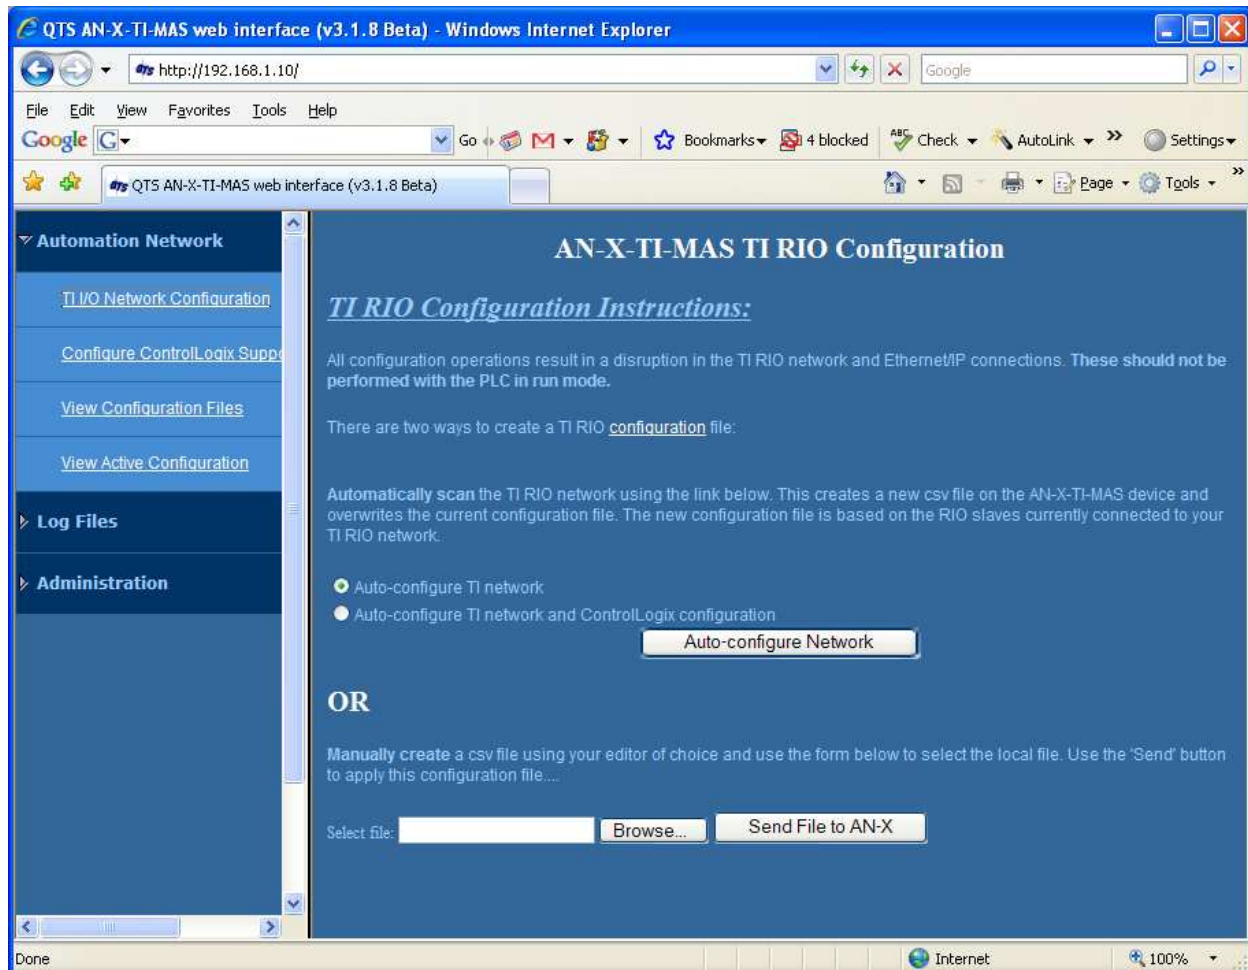 QTS AN-X-TI-MAS web interface (v3.1.8 Beta) - Windows Internet Explorer
http://192.168.1.10/
Google
File Edit View Favorites Tools Help
Google G Go Bookmarks 4 blocked ABC Check AutoLink » Settings
QTS AN-X-TI-MAS web interface (v3.1.8 Beta) Page Tools »
Automation Network
TI I/O Network Configuration
Configure ControlLogix Suppo
View Configuration Files
View Active Configuration
Log Files
Administration
AN-X-TI-MAS TI RIO Configuration
TI RIO Configuration Instructions:
All configuration operations result in a disruption in the TI RIO network and Ethernet/IP connections. These should not be
performed with the PLC in run mode.
There are two ways to create a TI RIO configuration file:
Automatically scan the TI RIO network using the link below. This creates a new csv file on the AN-X-TI-MAS device and
overwrites the current configuration file. The new configuration file is based on the RIO slaves currently connected to your
TI RIO network.
Auto-configure TI network
Auto-configure TI network and ControlLogix configuration
Auto-configure Network
OR
Manually create a csv file using your editor of choice and use the form below to select the local file. Use the 'Send' button
to apply this configuration file....
Select file: Browse... Send File to AN-X
Done Internet 100%